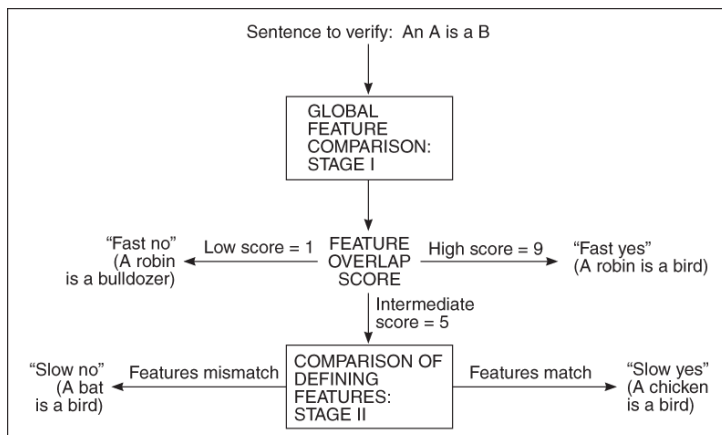 Sentence to verify: An A is a B
GLOBAL
FEATURE
COMPARISON:
STAGE I
“Fast no”
(A robin
is a bulldozer)
Low score = 1
FEATURE
OVERLAP
SCORE
High score = 9
“Fast yes”
(A robin is a bird)
Intermediate
score = 5
“Slow no”
(A bat
is a bird)
Features mismatch
COMPARISON OF
DEFINING
FEATURES:
STAGE II
Features match
“Slow yes”
(A chicken
is a bird)